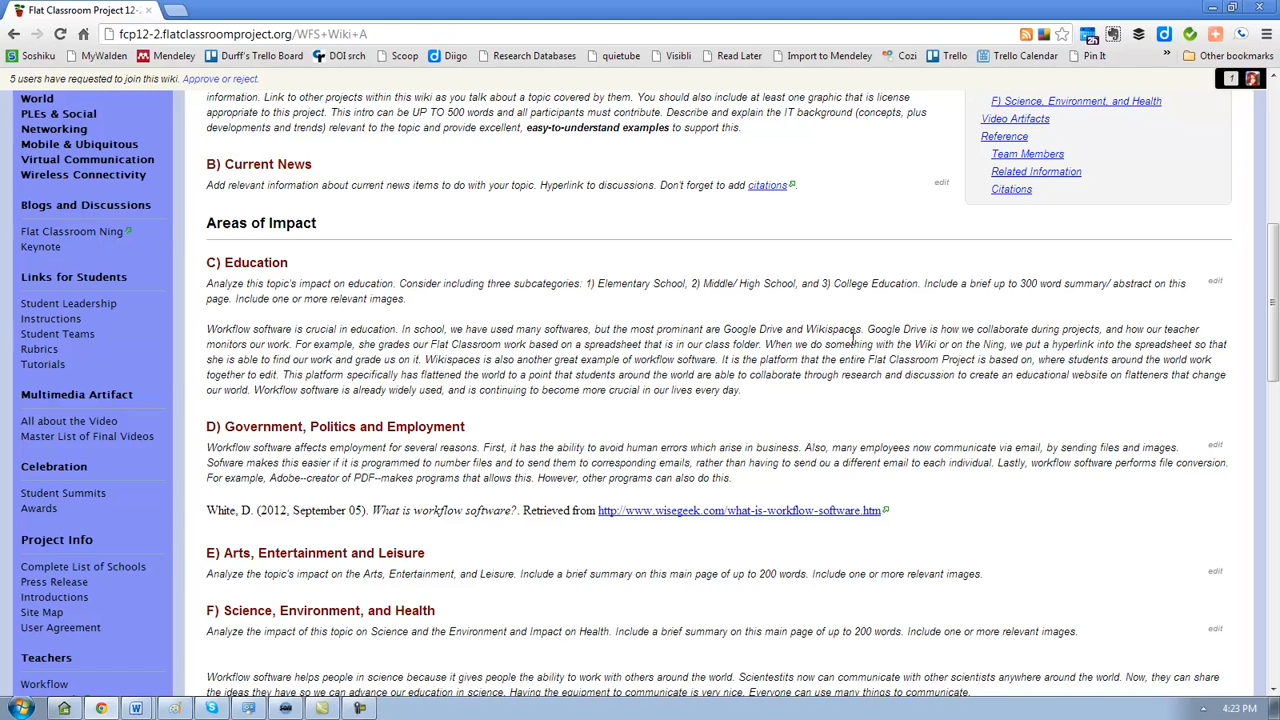 Flat Classroom Project 12-
fcp12-2.flatclassroomproject.org/WFS+Wiki+A
Soshiku MyWalden Mendeley Durff's Trello Board DOI srch Scoop Diigo Research Databases quietube Visibli Read Later Import to Mendeley Cozi Trello Trello Calendar Pin It » Other bookmarks
5 users have requested to join this wiki. Approve or reject.
1
World
PLEs & Social
Networking
Mobile & Ubiquitous
Virtual Communication
Wireless Connectivity
Blogs and Discussions
Flat Classroom Ning
Keynote
Links for Students
Student Leadership
Instructions
Student Teams
Rubrics
Tutorials
Multimedia Artifact
All about the Video
Master List of Final Videos
Celebration
Student Summits
Awards
Project Info
Complete List of Schools
Press Release
Introductions
Site Map
User Agreement
Teachers
Workflow
information. Link to other projects within this wiki as you talk about a topic covered by them. You should also include at least one graphic that is license
appropriate to this project. This intro can be UP TO 500 words and all participants must contribute. Describe and explain the IT background (concepts, plus
developments and trends) relevant to the topic and provide excellent, easy-to-understand examples to support this.
F) Science, Environment, and Health
Video Artifacts
Reference
Team Members
Related Information
Citations
B) Current News
Add relevant information about current news items to do with your topic. Hyperlink to discussions. Don't forget to add citations.
edit
Areas of Impact
C) Education
edit
Analyze this topic's impact on education. Consider including three subcategories: 1) Elementary School, 2) Middle/ High School, and 3) College Education. Include a brief up to 300 word summary/ abstract on this
page. Include one or more relevant images.
Workflow software is crucial in education. In school, we have used many softwares, but the most prominant are Google Drive and Wikispaces. Google Drive is how we collaborate during projects, and how our teacher
monitors our work. For example, she grades our Flat Classroom work based on a spreadsheet that is in our class folder. When we do something with the Wiki or on the Ning, we put a hyperlink into the spreadsheet so that
she is able to find our work and grade us on it. Wikispaces is also another great example of workflow software. It is the platform that the entire Flat Classroom Project is based on, where students around the world work
together to edit. This platform specifically has flattened the world to a point that students around the world are able to collaborate through research and discussion to create an educational website on flatteners that change
our world. Workflow software is already widely used, and is continuing to become more crucial in our lives every day.
D) Government, Politics and Employment
edit
Workflow software affects employment for several reasons. First, it has the ability to avoid human errors which arise in business. Also, many employees now communicate via email, by sending files and images.
Sofware makes this easier if it is programmed to number files and to send them to corresponding emails, rather than having to send ou a different email to each individual. Lastly, workflow software performs file conversion.
For example, Adobe--creator of PDF--makes programs that allows this. However, other programs can also do this.
White, D. (2012, September 05). What is workflow software?. Retrieved from http://www.wisegeek.com/what-is-workflow-software.htm
E) Arts, Entertainment and Leisure
edit
Analyze the topic's impact on the Arts, Entertainment, and Leisure. Include a brief summary on this main page of up to 200 words. Include one or more relevant images.
F) Science, Environment, and Health
edit
Analyze the impact of this topic on Science and the Environment and Impact on Health. Include a brief summary on this main page of up to 200 words. Include one or more relevant images.
Workflow software helps people in science because it gives people the ability to work with others around the world. Scientestits now can communicate with other scientists anywhere around the world. Now, they can share
the ideas they have so we can advance our education in science. Having the equipment to communicate is very nice. Everyone can use many things to communicate.
4:23 PM